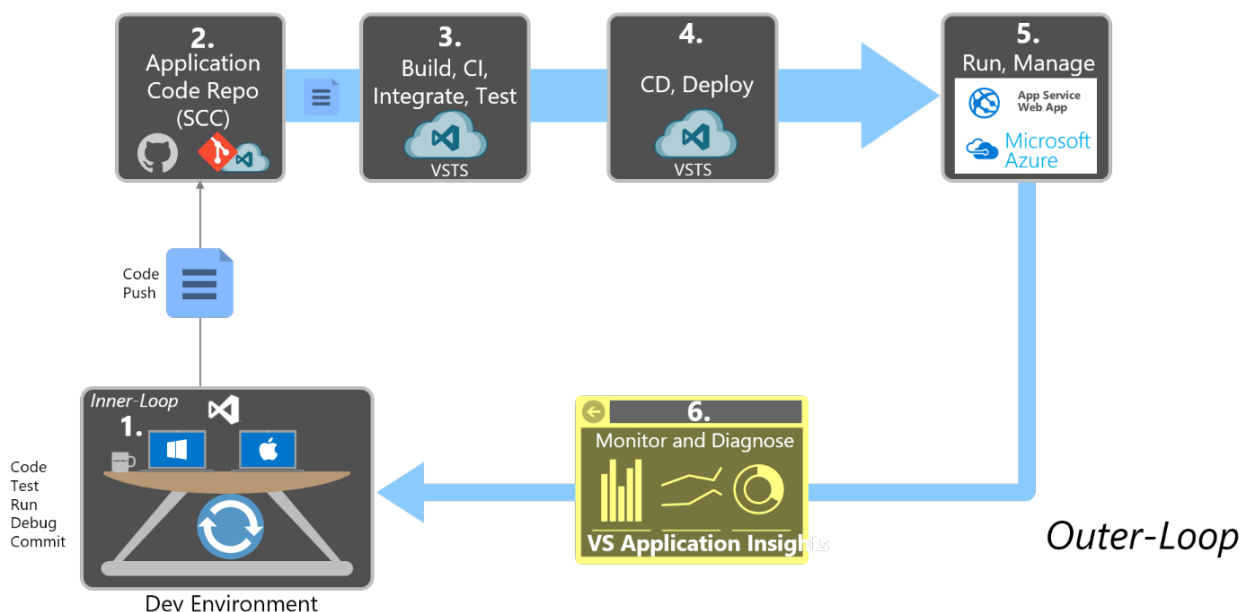 2.
Application
Code Repo
(SCC)
3.
Build, CI,
Integrate, Test
VSTS
4.
CD, Deploy
VSTS
5.
Run, Manage
App Service
Web App
Microsoft
Azure
Code
Push
Inner-Loop
1.
Code
Test
Run
Debug
Commit
Dev Environment
6.
Monitor and Diagnose
VS Application Insights
Outer-Loop